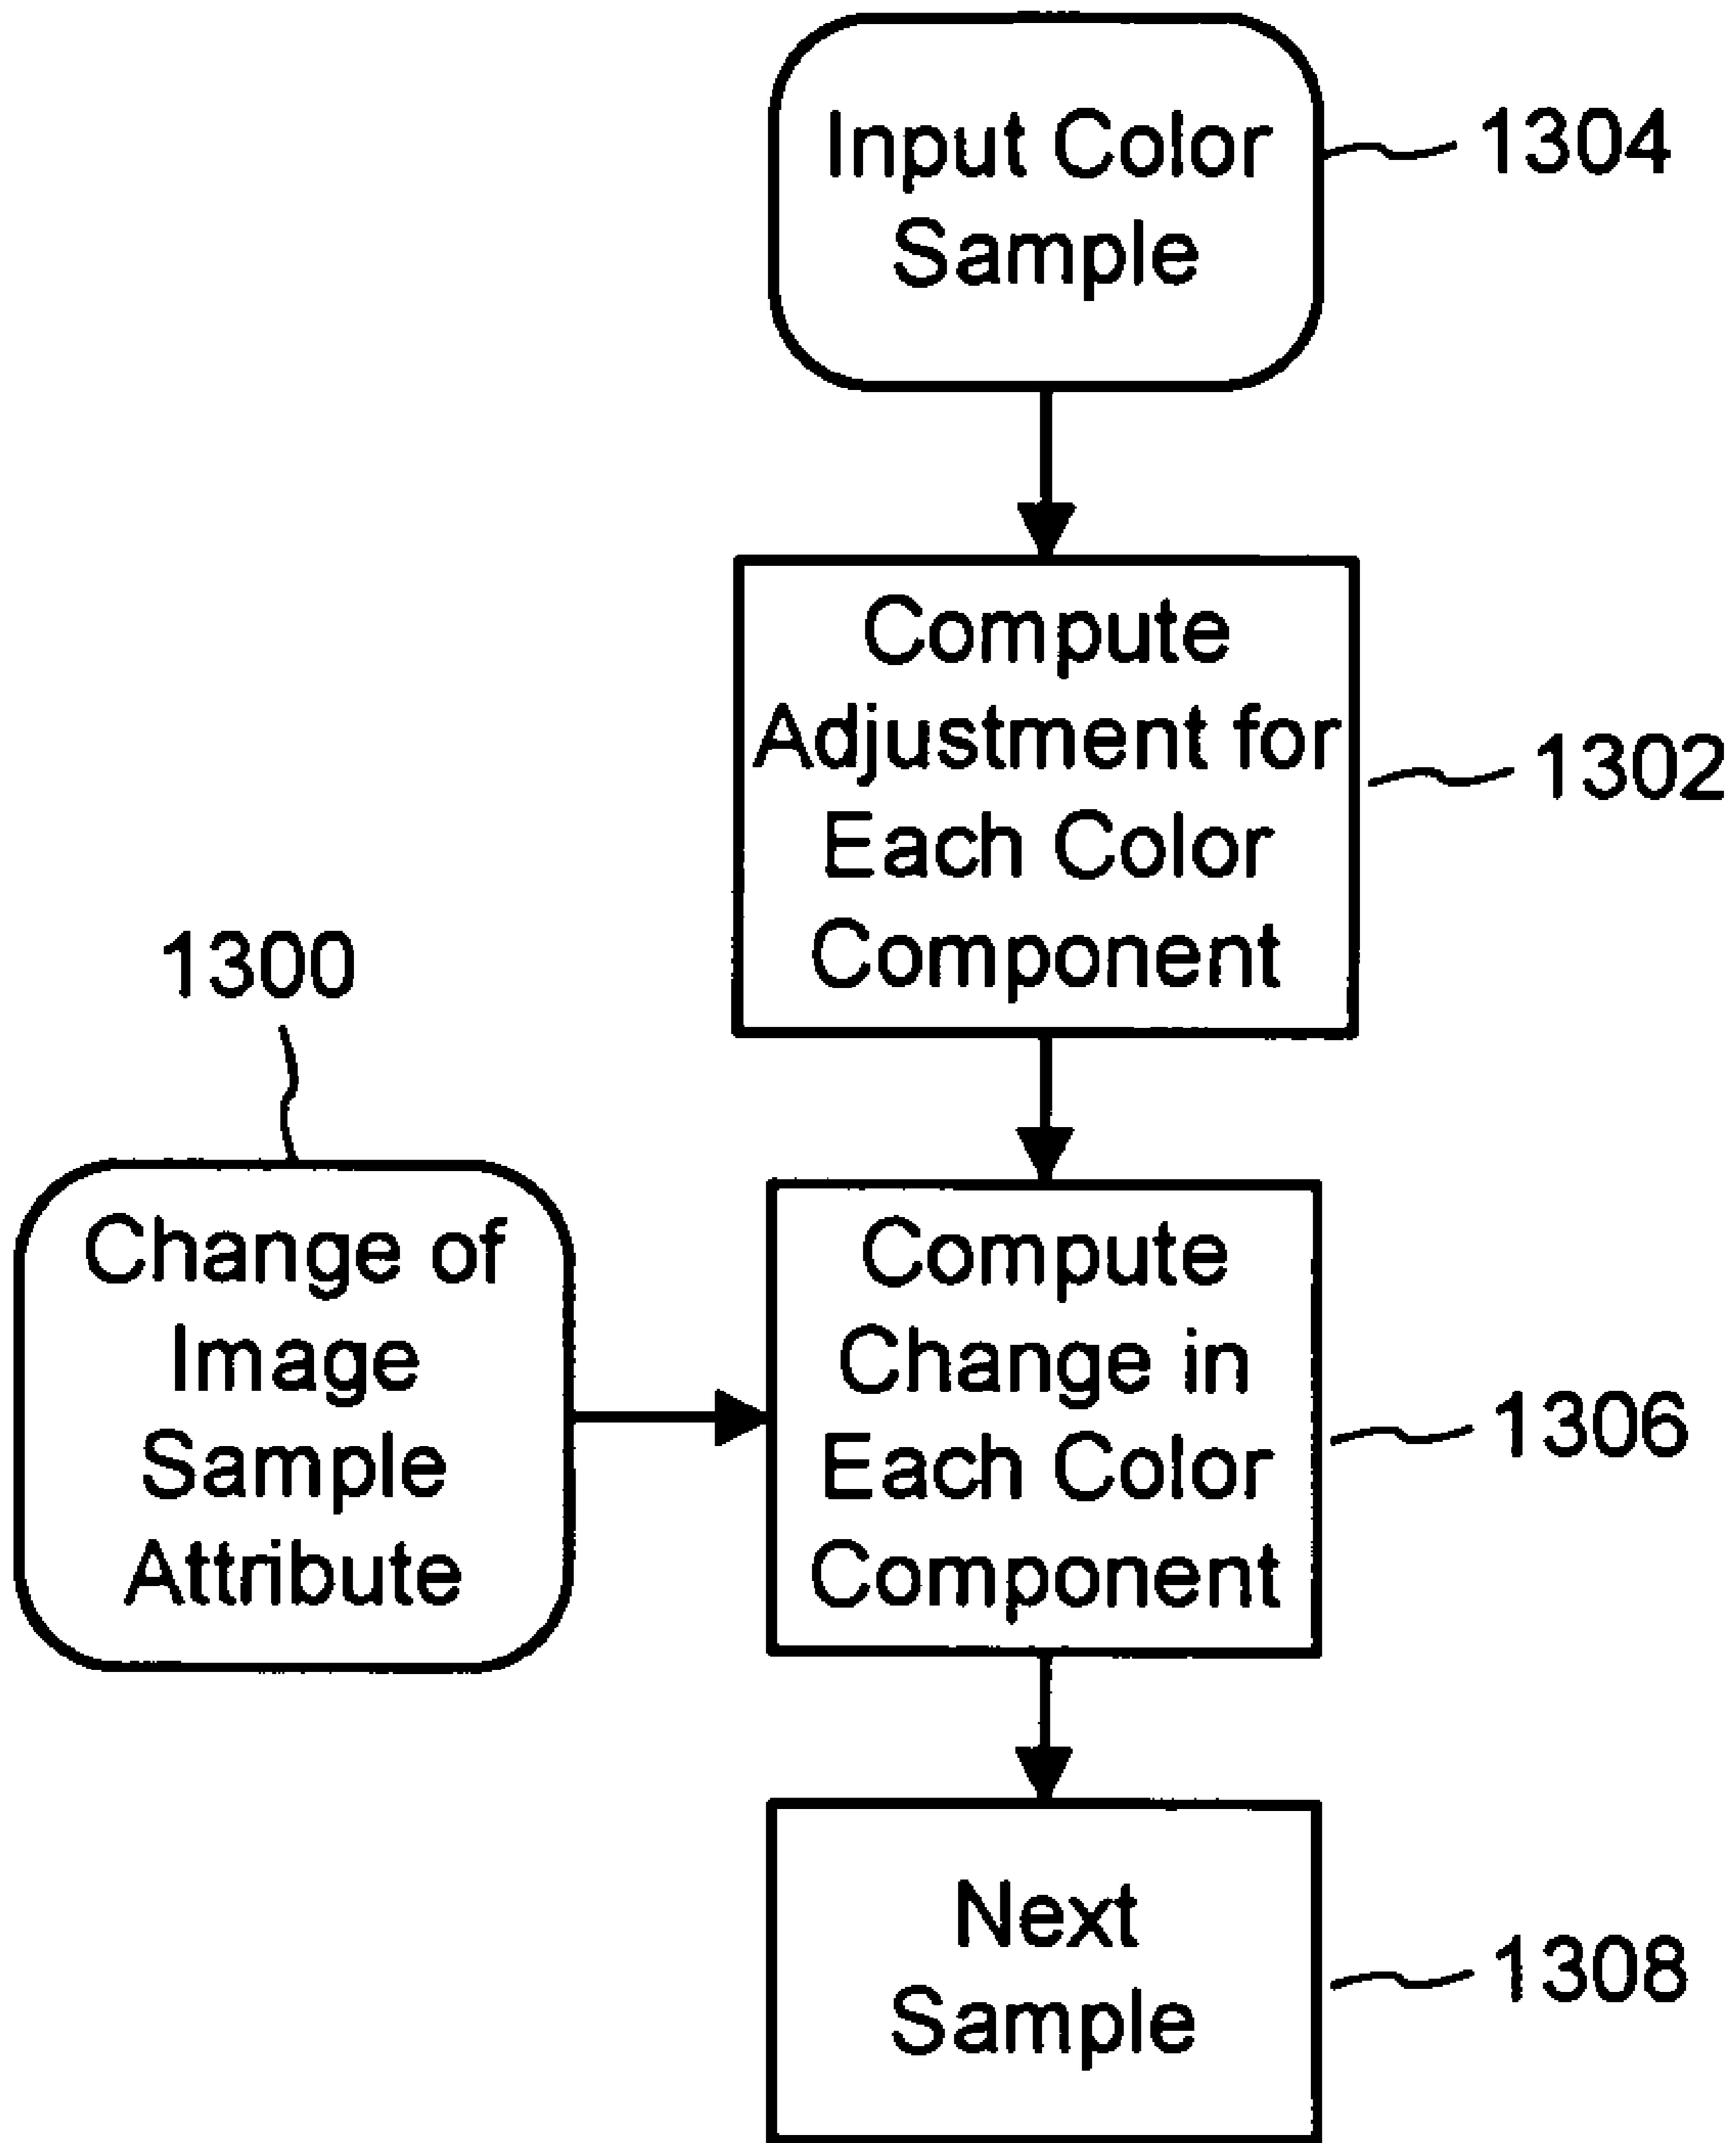 Input Color
Sample
1304
Compute
Adjustment for
Each Color
Component
1302
1300
Change of
Image
Sample
Attribute
Compute
Change in
Each Color
Component
1306
Next
Sample
1308